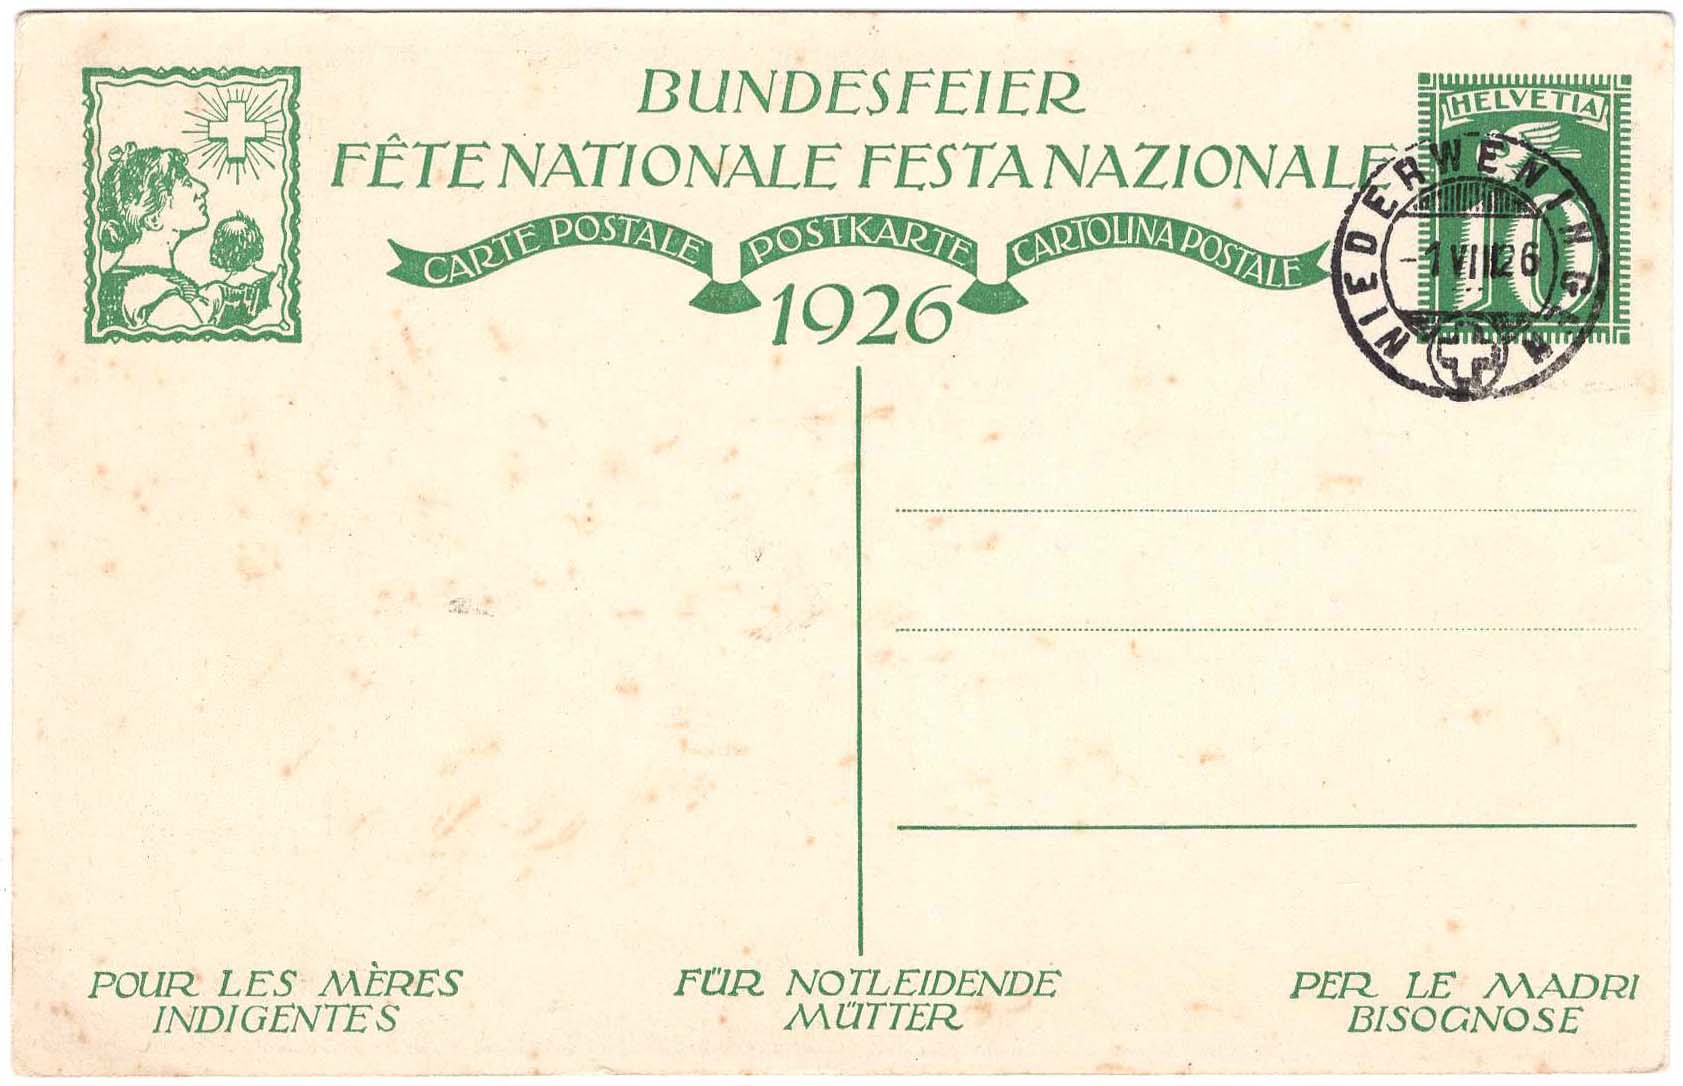 BUNDESFEIER
HELVETIA
FÊTE NATIONALE FESTA NAZIONALE
NIEDERWENINGEN
CARTE POSTALE POSTKARTE CARTOLINA POSTALE
10
-1 VIII 26
1926
POUR LES MÈRES
INDIGENTES
FÜR NOTLEIDENDE
MÜTTER
PER LE MADRI
BISOGNOSE